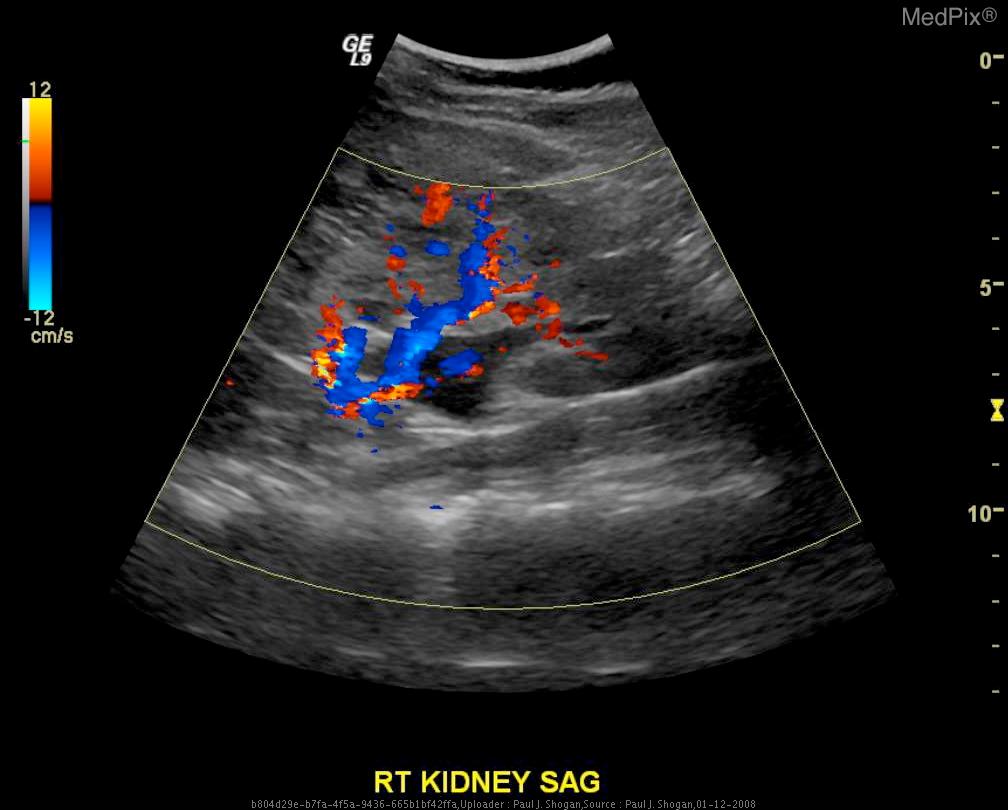 MedPix®
GE
L9
0
12
5
-12
cm/s
10
RT KIDNEY SAG
b804d29e-b7fa-4f5a-9436-665b1bf42ffa,Uploader : Paul J. Shogan,Source : Paul J. Shogan,01-12-2008